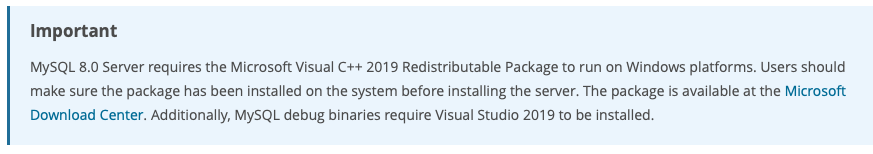 Important
MySQL 8.0 Server requires the Microsoft Visual C++ 2019 Redistributable Package to run on Windows platforms. Users should
make sure the package has been installed on the system before installing the server. The package is available at the Microsoft
Download Center. Additionally, MySQL debug binaries require Visual Studio 2019 to be installed.